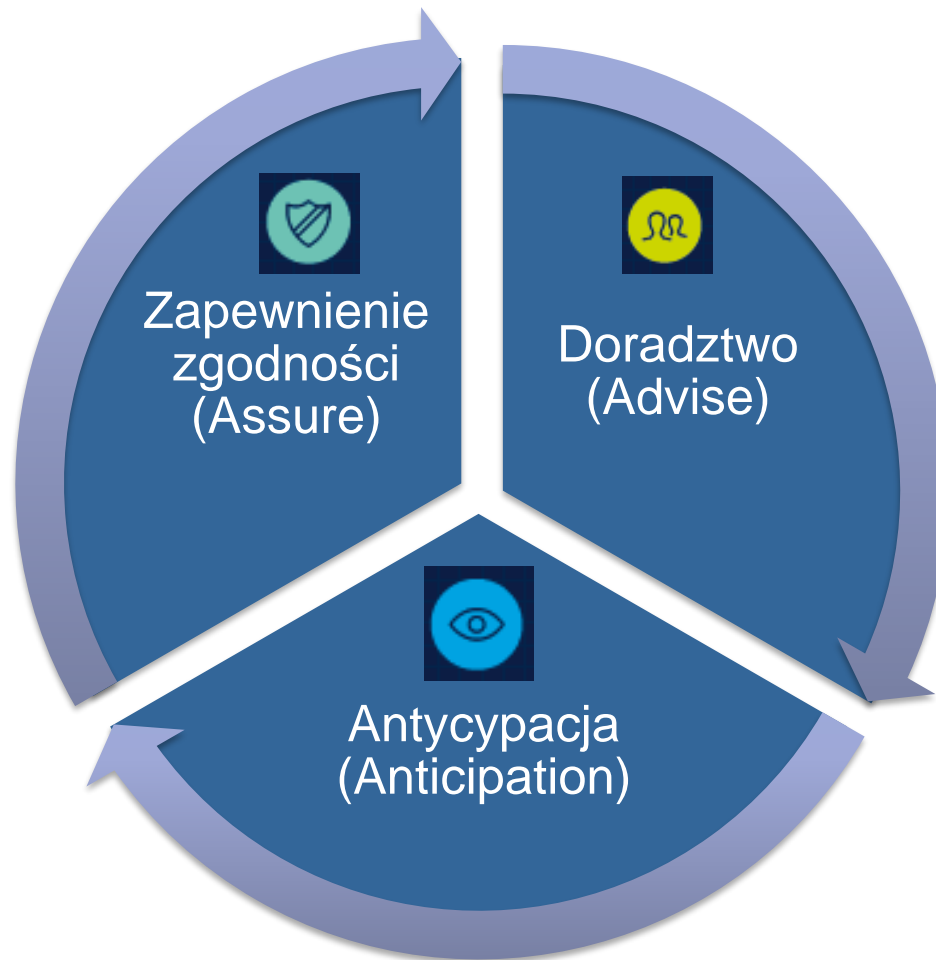 Zapewnienie
zgodności
(Assure)
Doradztwo
(Advise)
Antycypacja
(Anticipation)